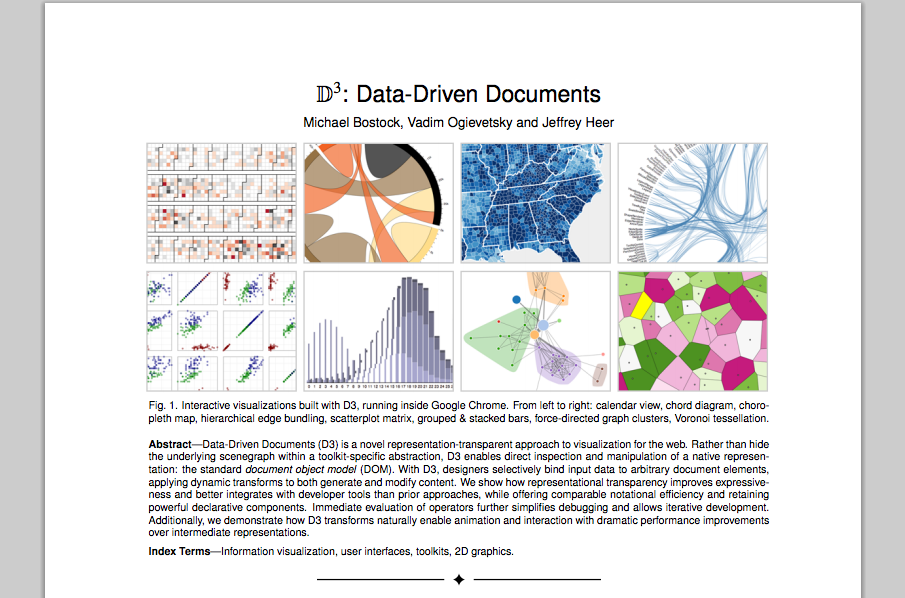 𝔻³: Data-Driven Documents
Michael Bostock, Vadim Ogievetsky and Jeffrey Heer
Fig. 1. Interactive visualizations built with D3, running inside Google Chrome. From left to right: calendar view, chord diagram, choro-
pleth map, hierarchical edge bundling, scatterplot matrix, grouped & stacked bars, force-directed graph clusters, Voronoi tessellation.
Abstract—Data-Driven Documents (D3) is a novel representation-transparent approach to visualization for the web. Rather than hide
the underlying scenegraph within a toolkit-specific abstraction, D3 enables direct inspection and manipulation of a native represen-
tation: the standard document object model (DOM). With D3, designers selectively bind input data to arbitrary document elements,
applying dynamic transforms to both generate and modify content. We show how representational transparency improves expressive-
ness and better integrates with developer tools than prior approaches, while offering comparable notational efficiency and retaining
powerful declarative components. Immediate evaluation of operators further simplifies debugging and allows iterative development.
Additionally, we demonstrate how D3 transforms naturally enable animation and interaction with dramatic performance improvements
over intermediate representations.
Index Terms—Information visualization, user interfaces, toolkits, 2D graphics.